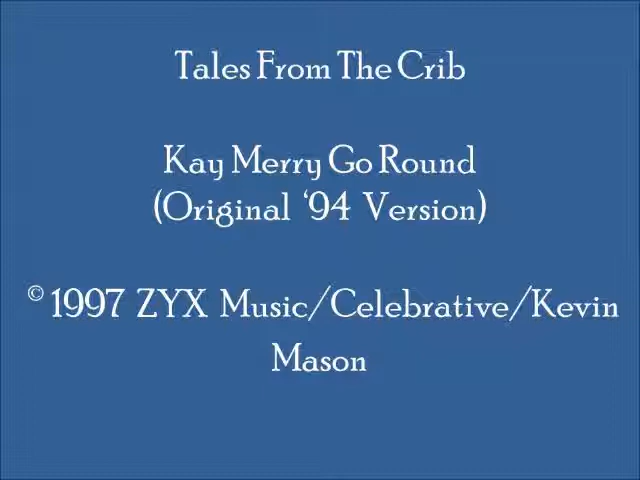 Tales From The Crib
Kay Merry Go Round
(Original '94 Version)
© 1997 ZYX Music/Celebrative/Kevin
Mason